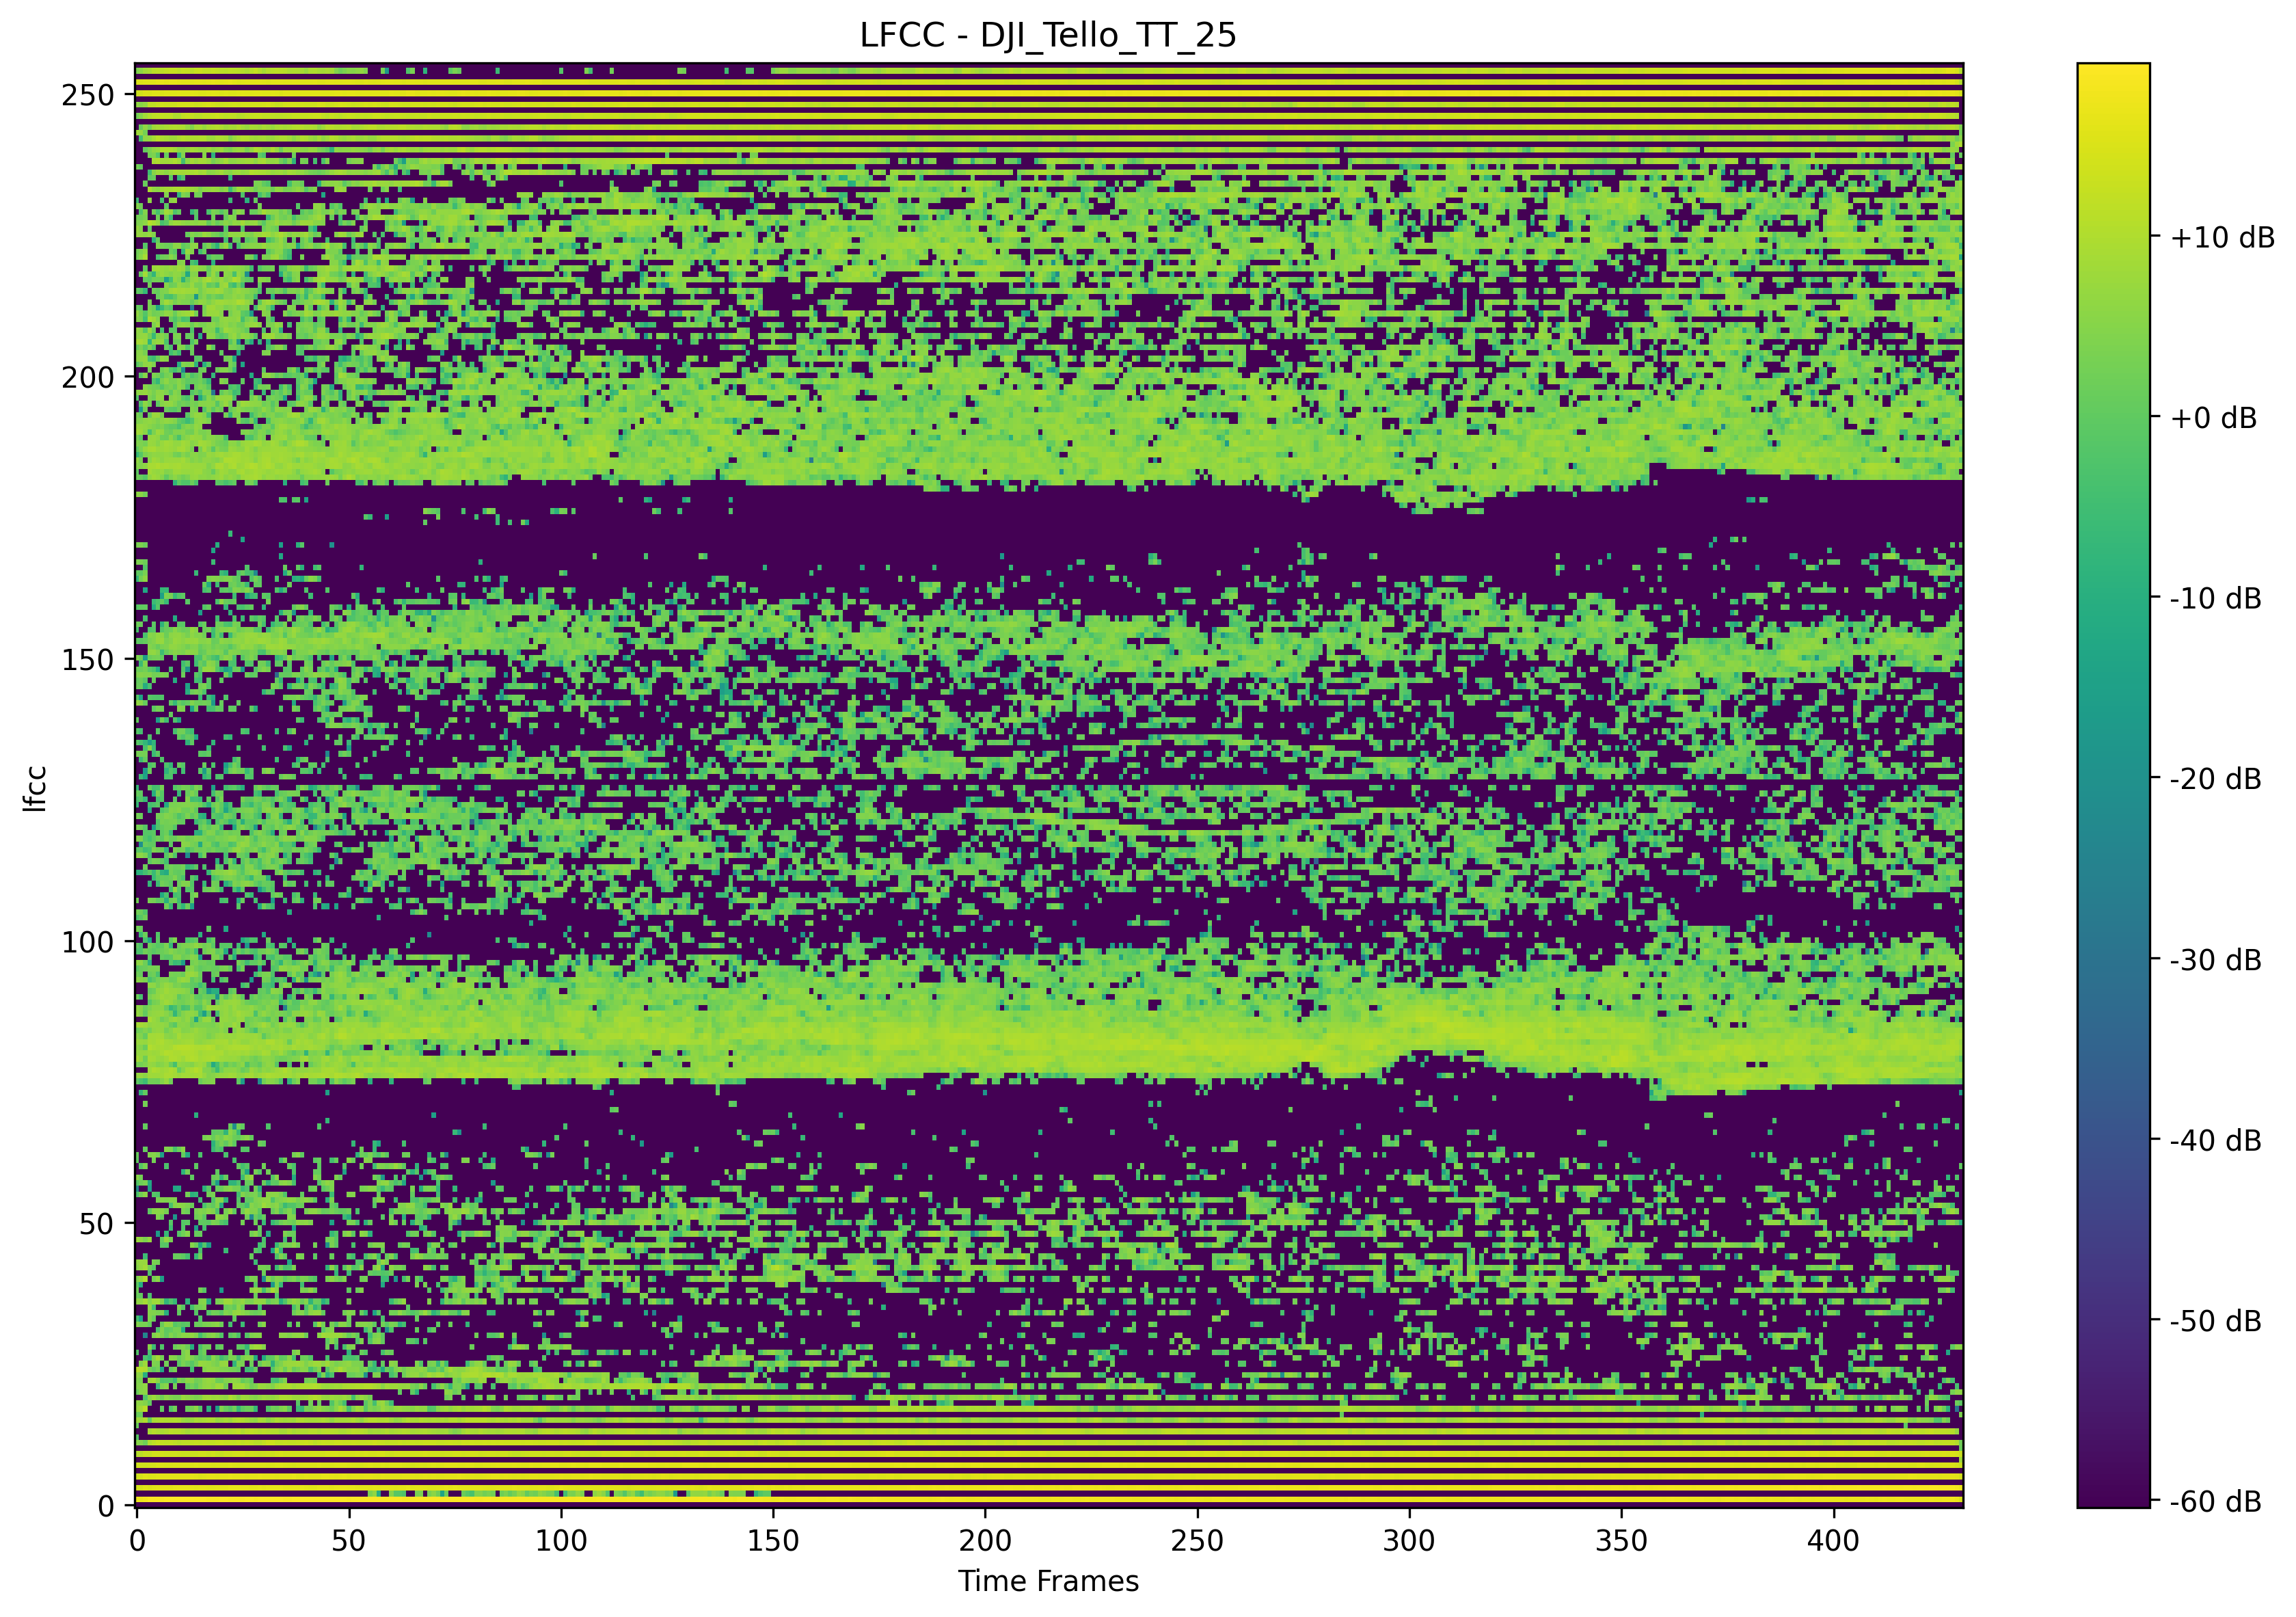 LFCC - DJI_Tello_TT_25
250
200
150
100
50
0
lfcc
0
50
100
150
200
250
300
350
400
Time Frames
+10 dB
+0 dB
-10 dB
-20 dB
-30 dB
-40 dB
-50 dB
-60 dB